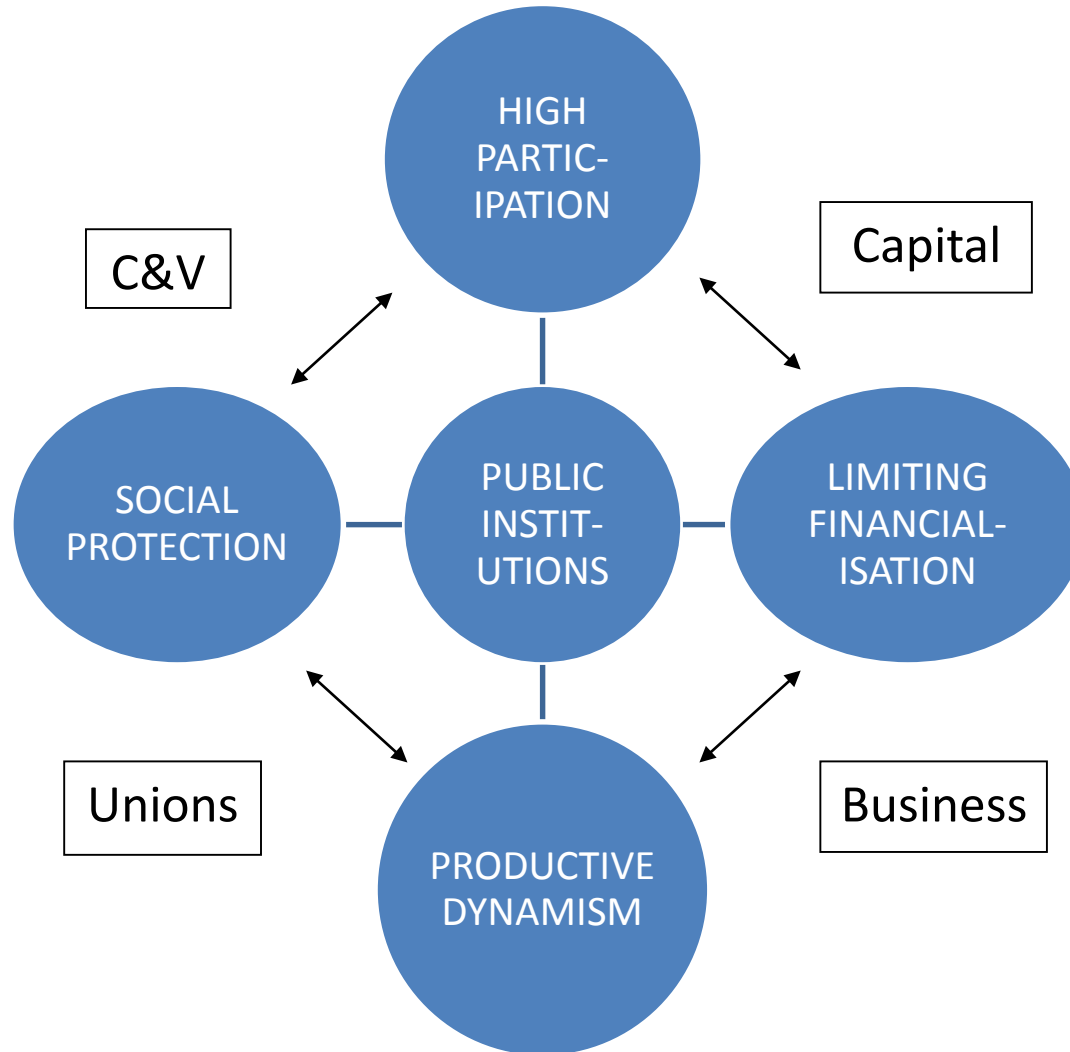 HIGH
PARTIC-
IPATION
C&V
Capital
SOCIAL
PROTECTION
PUBLIC
INSTIT-
UTIONS
LIMITING
FINANCIAL-
ISATION
Unions
Business
PRODUCTIVE
DYNAMISM